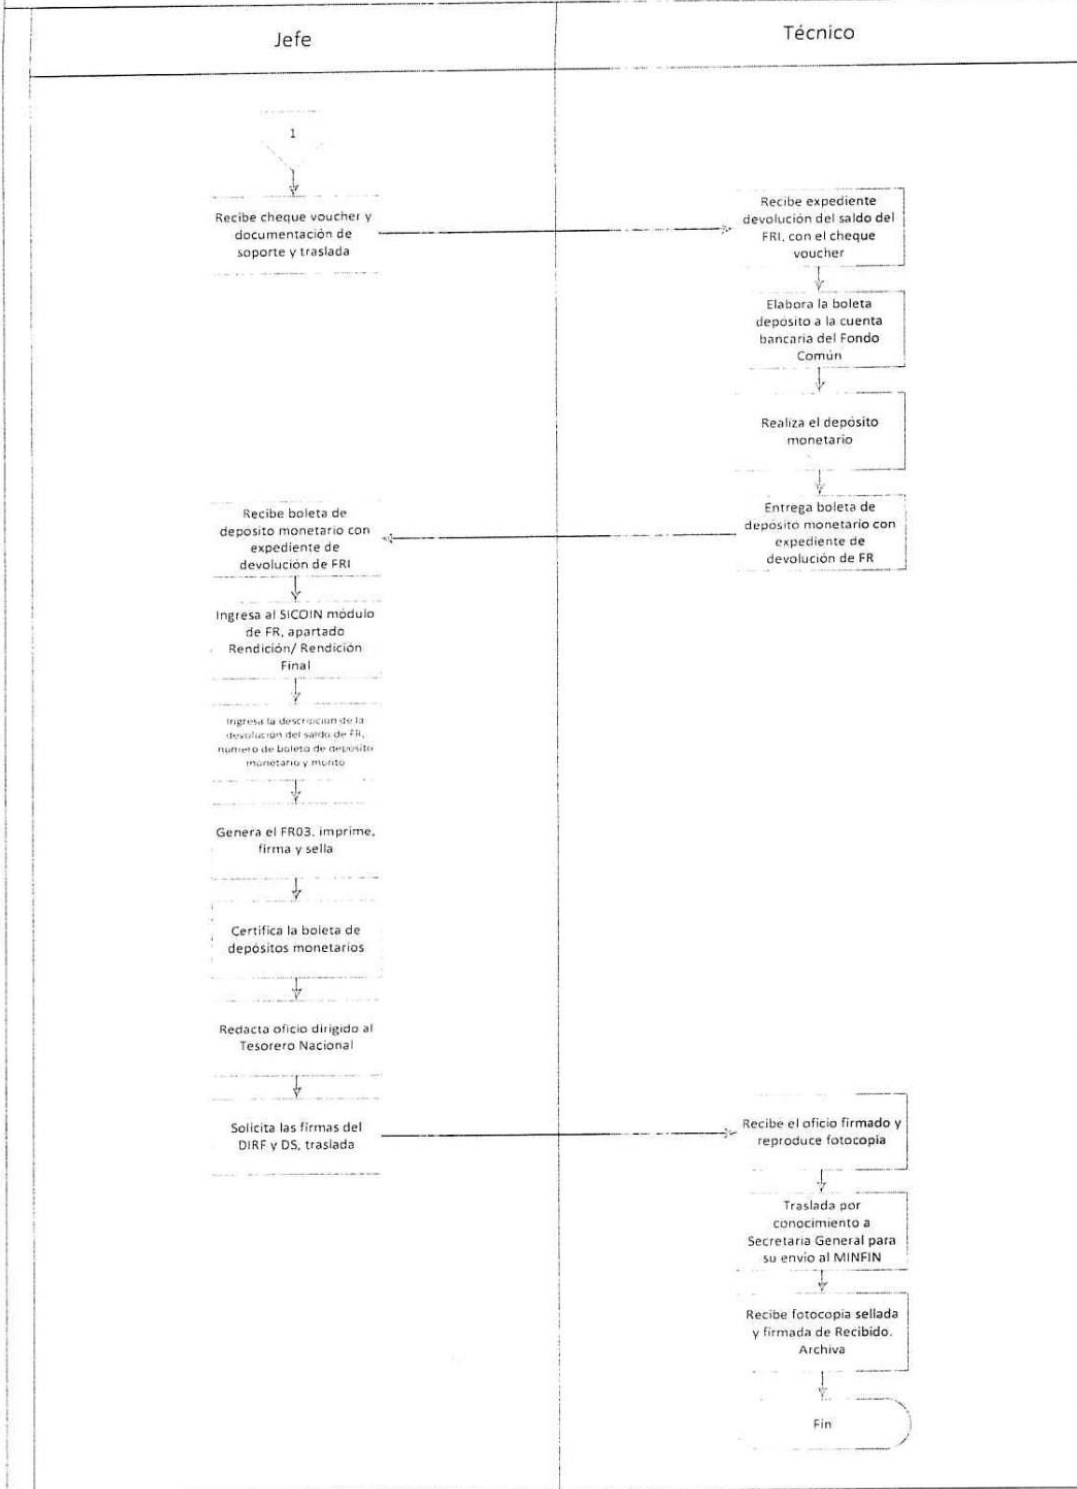 Jefe
Técnico
1
Recibe cheque voucher y
documentación de
soporte y traslada
Recibe expediente
devolución del saldo del
FRI, con el cheque
voucher
Elabora la boleta
depósito a la cuenta
bancaria del Fondo
Común
Realiza el depósito
monetario
Entrega boleta de
depósito monetario con
expediente de
devolución de FR
Recibe boleta de
depósito monetario con
expediente de
devolución de FRI
Ingresa al SICOIN módulo
de FR, apartado
Rendición/ Rendición
Final
Ingresa la descripción de la
devolución del saldo de FR,
número de boleto de depósito
monetario y monto
Genera el FR03, imprime,
firma y sella
Certifica la boleta de
depósitos monetarios
Redacta oficio dirigido al
Tesorero Nacional
Solicita las firmas del
DIRF y DS, traslada
Recibe el oficio firmado y
reproduce fotocopia
Traslada por
conocimiento a
Secretaria General para
su envío al MINFIN
Recibe fotocopia sellada
y firmada de Recibido.
Archiva
Fin